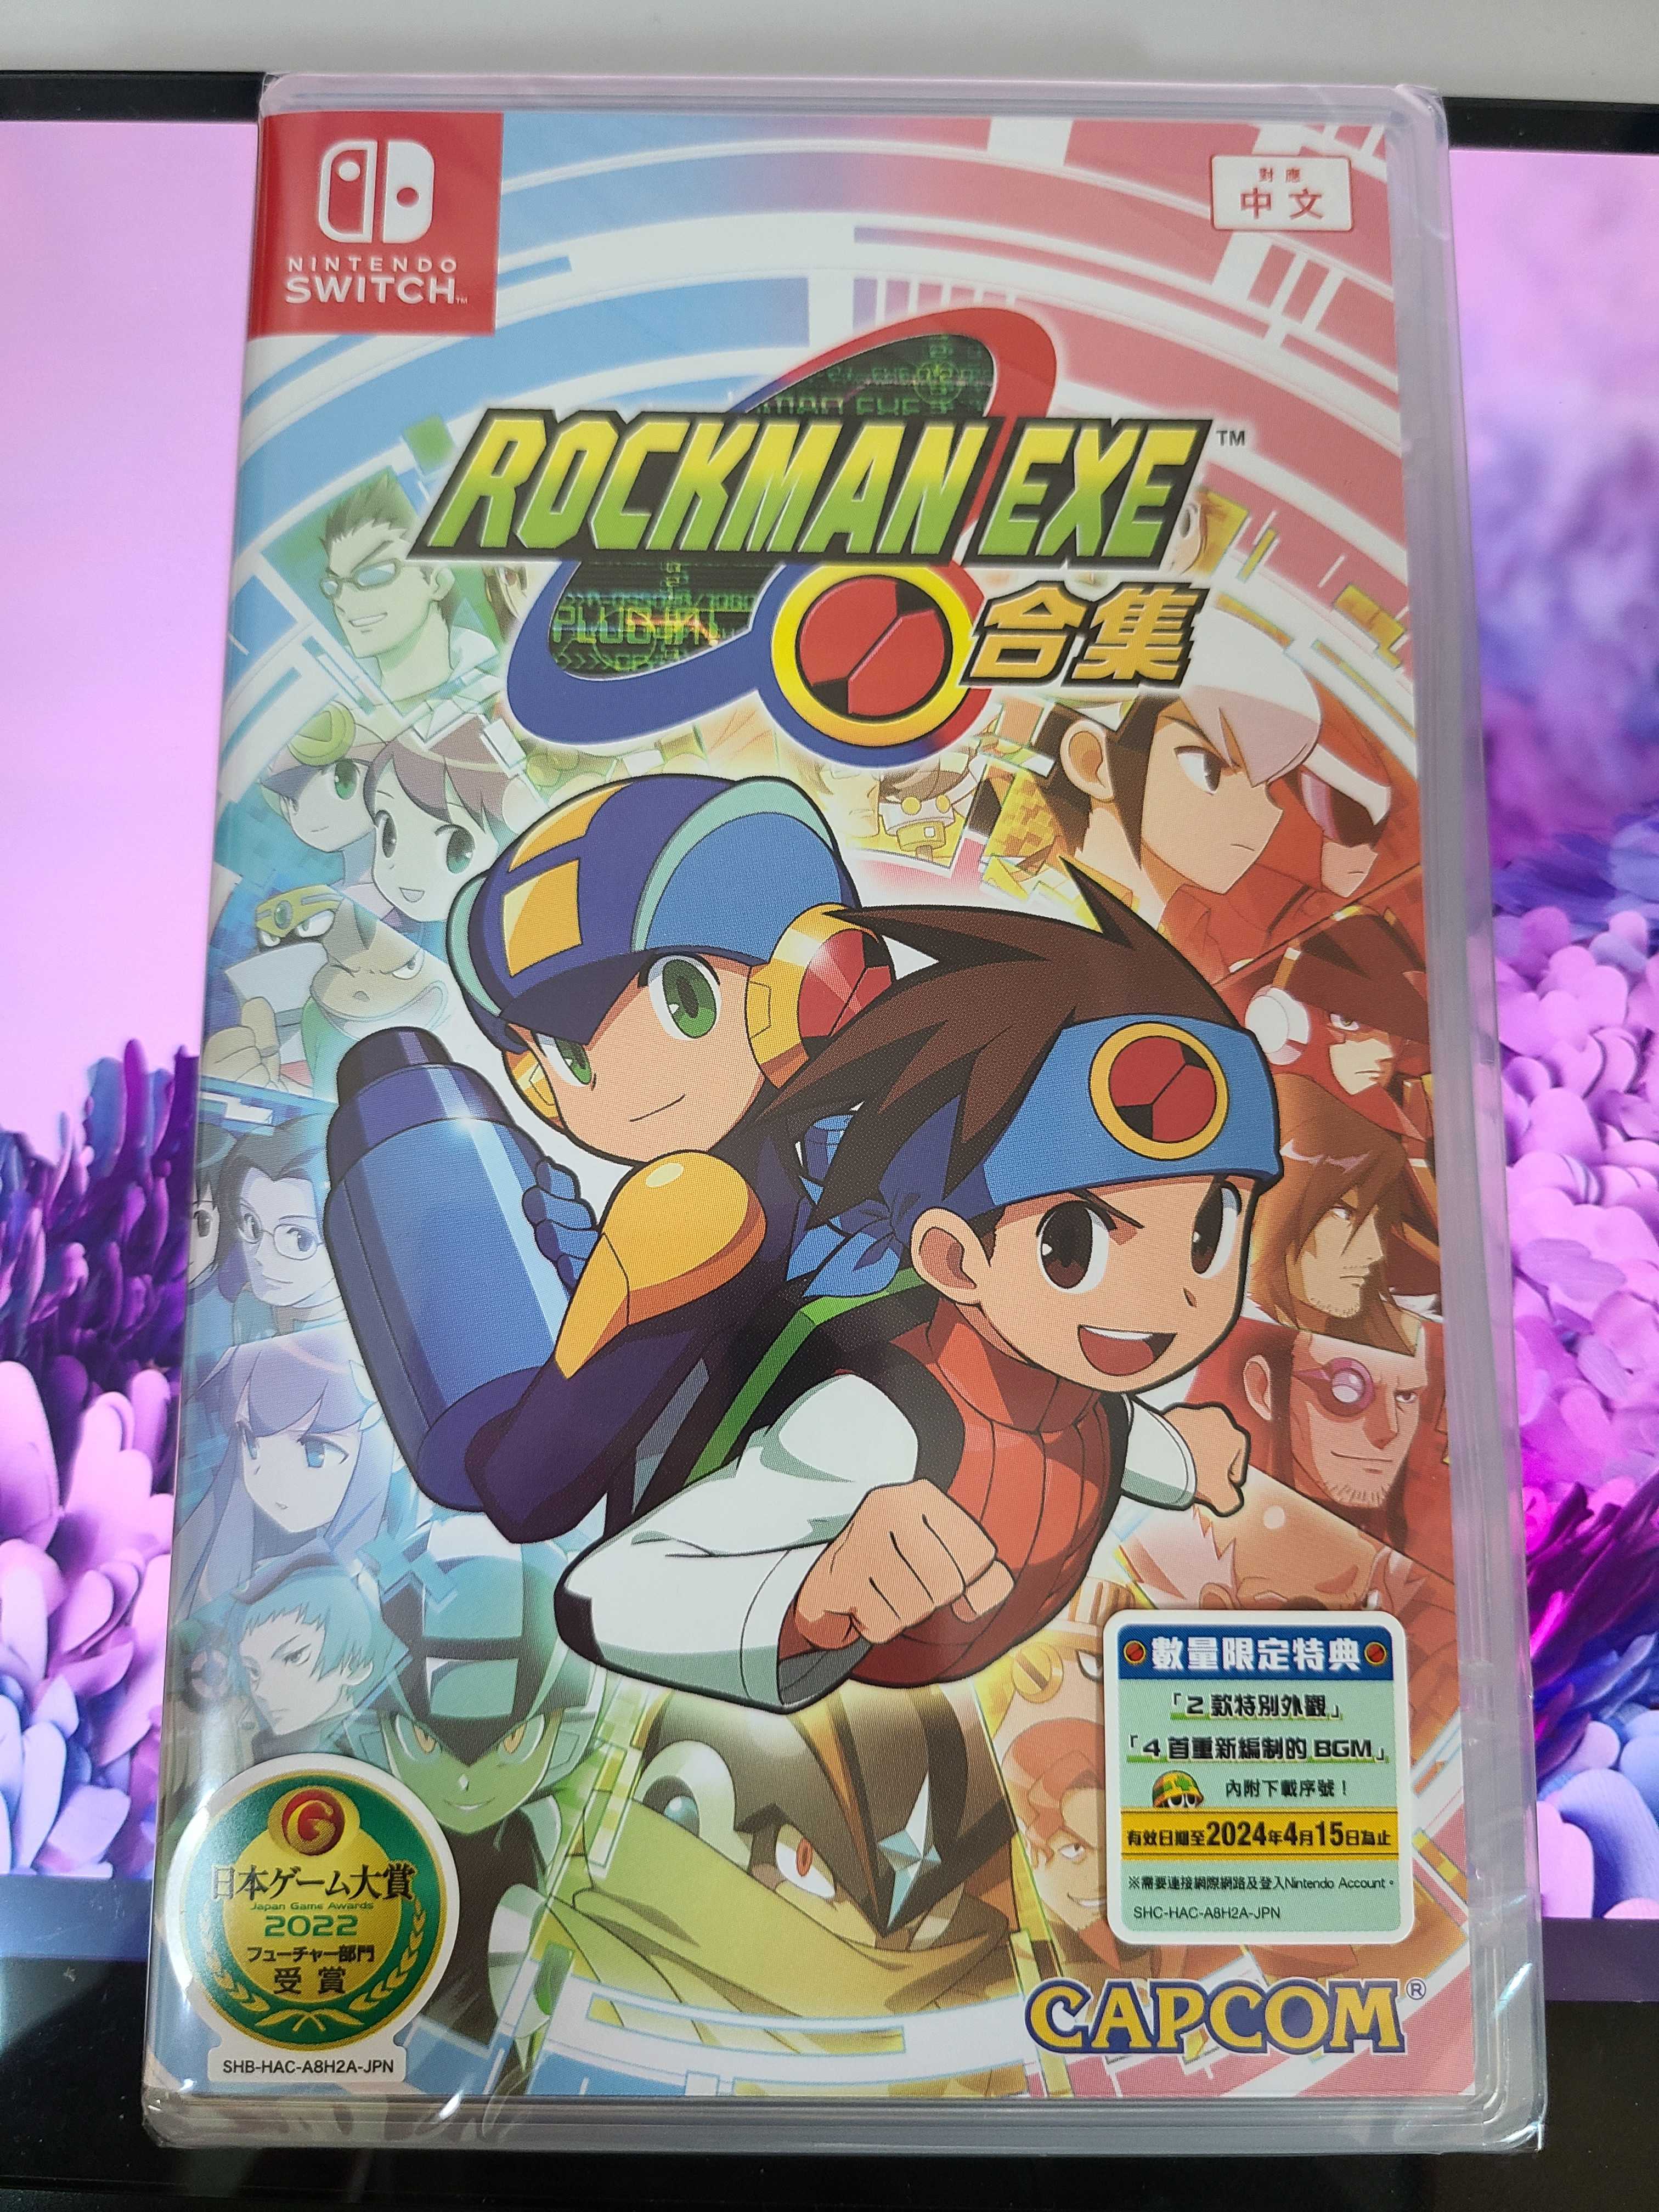 NINTENDO
SWITCH™
對應
中文
ROCKMAN EXE™
合集
數量限定特典
「2款特別外觀」
「4首重新編制的BGM」
內附下載序號！
有效日期至2024年4月15日為止
※需要連接網際網路及登入Nintendo Account。
SHC-HAC-A8H2A-JPN
G
日本ゲーム大賞
Japan Game Awards
2022
フューチャー部門
受賞
SHB-HAC-A8H2A-JPN
CAPCOM®